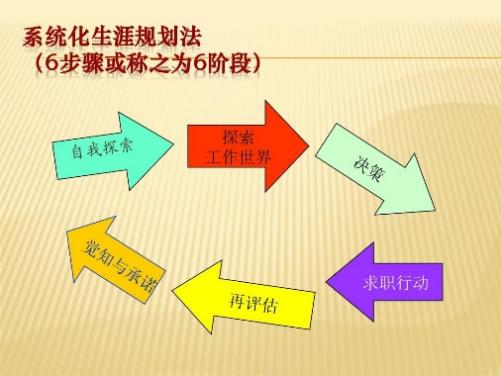 系统化生涯规划法
（6步骤或称之为6阶段）
自我探索
探索
工作世界
决策
求职行动
再评估
觉知与承诺